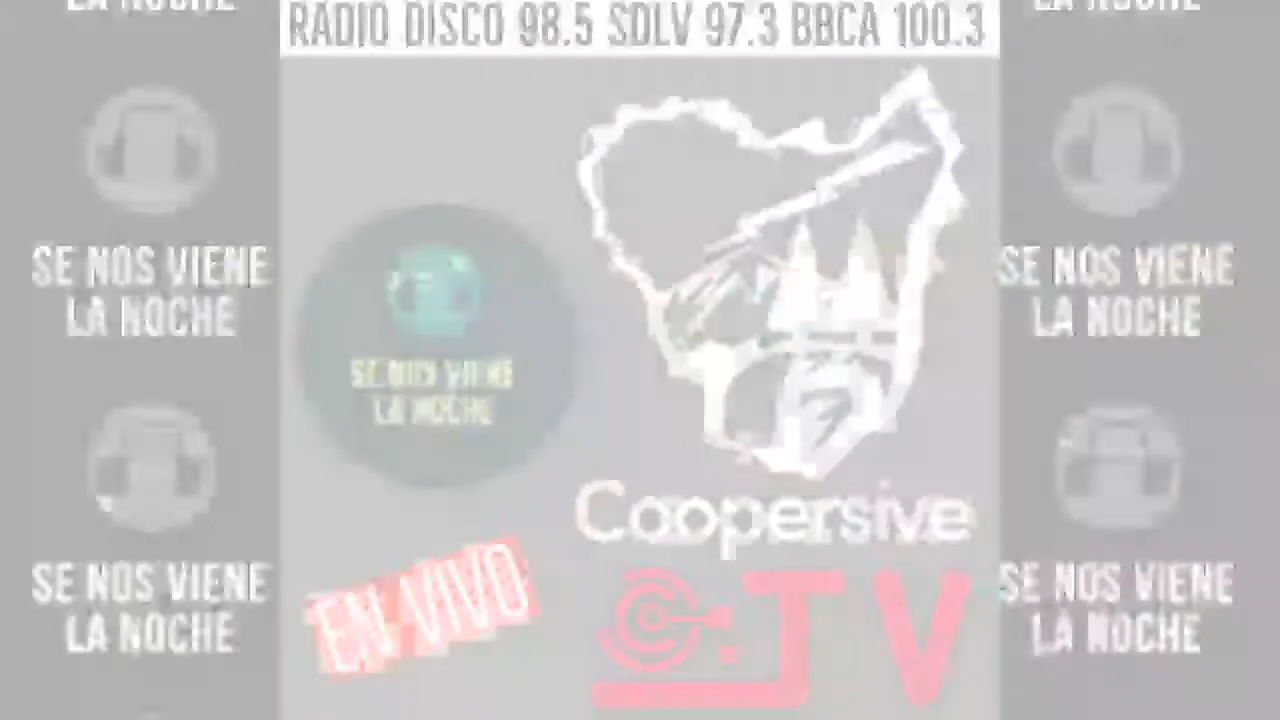 LA NOCHE
RADIO DISCO 98.5 SDLV 97.3 BBCA 100.3
LA NOCHE
SE NOS VIENE
LA NOCHE
SE NOS VIENE
LA NOCHE
SE NOS VIENE
LA NOCHE
Coopersive
EN VIVO
TV
SE NOS VIENE
LA NOCHE
SE NOS VIENE
LA NOCHE